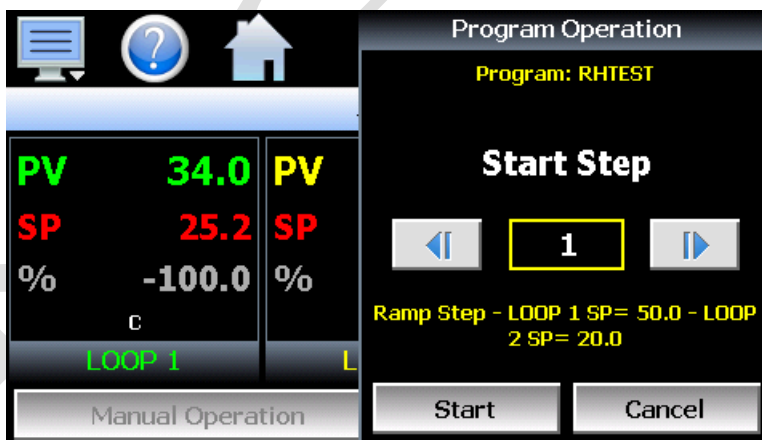 Program Operation
Program: RHTEST
PV 34.0 PV
Start Step
SP 25.2 SP
1
% -100.0 %
C
Ramp Step - LOOP 1 SP= 50.0 - LOOP
2 SP= 20.0
LOOP 1 L
Manual Operation
Start Cancel